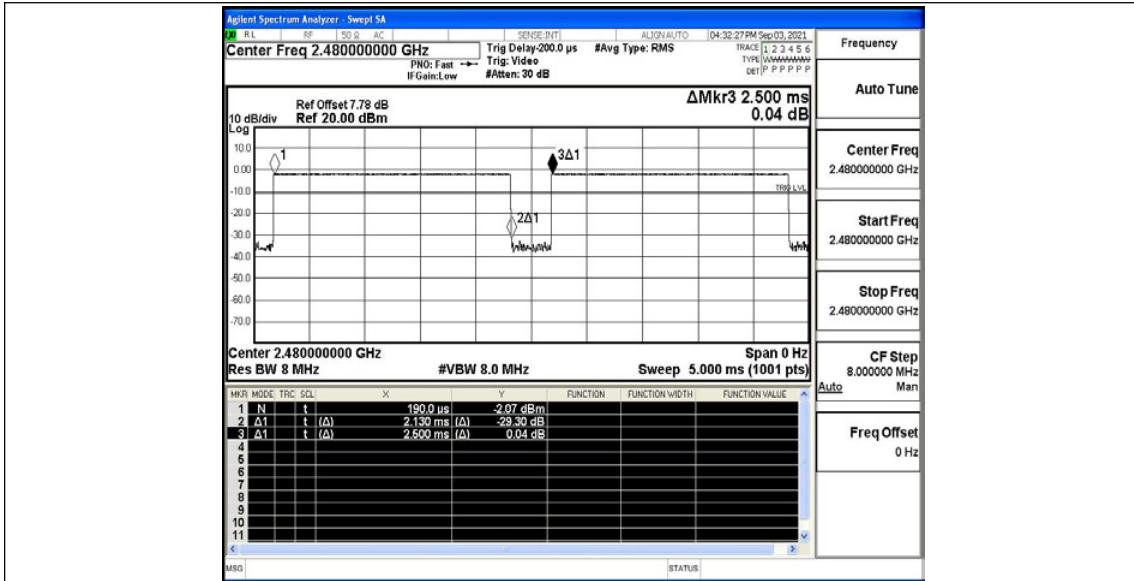 Agilent Spectrum Analyzer - Swept SA
RL RF 50 Ω AC SENSE:INT ALIGNAUTO 04:32:27 PM Sep 03, 2021
Center Freq 2.480000000 GHz
PNO: Fast
IFGain:Low
Trig Delay-200.0 µs
Trig: Video
#Atten: 30 dB
#Avg Type: RMS
TRACE 1 2 3 4 5 6
TYPE WWWWWW
DET P P P P P P
Ref Offset 7.78 dB
10 dB/div Ref 20.00 dBm
Log
ΔMkr3 2.500 ms
0.04 dB
10.0
0.00
-10.0
-20.0
-30.0
-40.0
-50.0
-60.0
-70.0
1
2Δ1
3Δ1
TRIG LVL
Center 2.480000000 GHz Span 0 Hz
Res BW 8 MHz #VBW 8.0 MHz Sweep 5.000 ms (1001 pts)
MKR MODE TRC SCL X Y FUNCTION FUNCTION WIDTH FUNCTION VALUE
1 N t 190.0 µs -2.07 dBm
2 Δ1 t (Δ) 2.130 ms (Δ) -29.30 dB
3 Δ1 t (Δ) 2.500 ms (Δ) 0.04 dB
4
5
6
7
8
9
10
11
MSG STATUS
Frequency
Auto Tune
Center Freq
2.480000000 GHz
Start Freq
2.480000000 GHz
Stop Freq
2.480000000 GHz
CF Step
8.000000 MHz
Auto Man
Freq Offset
0 Hz